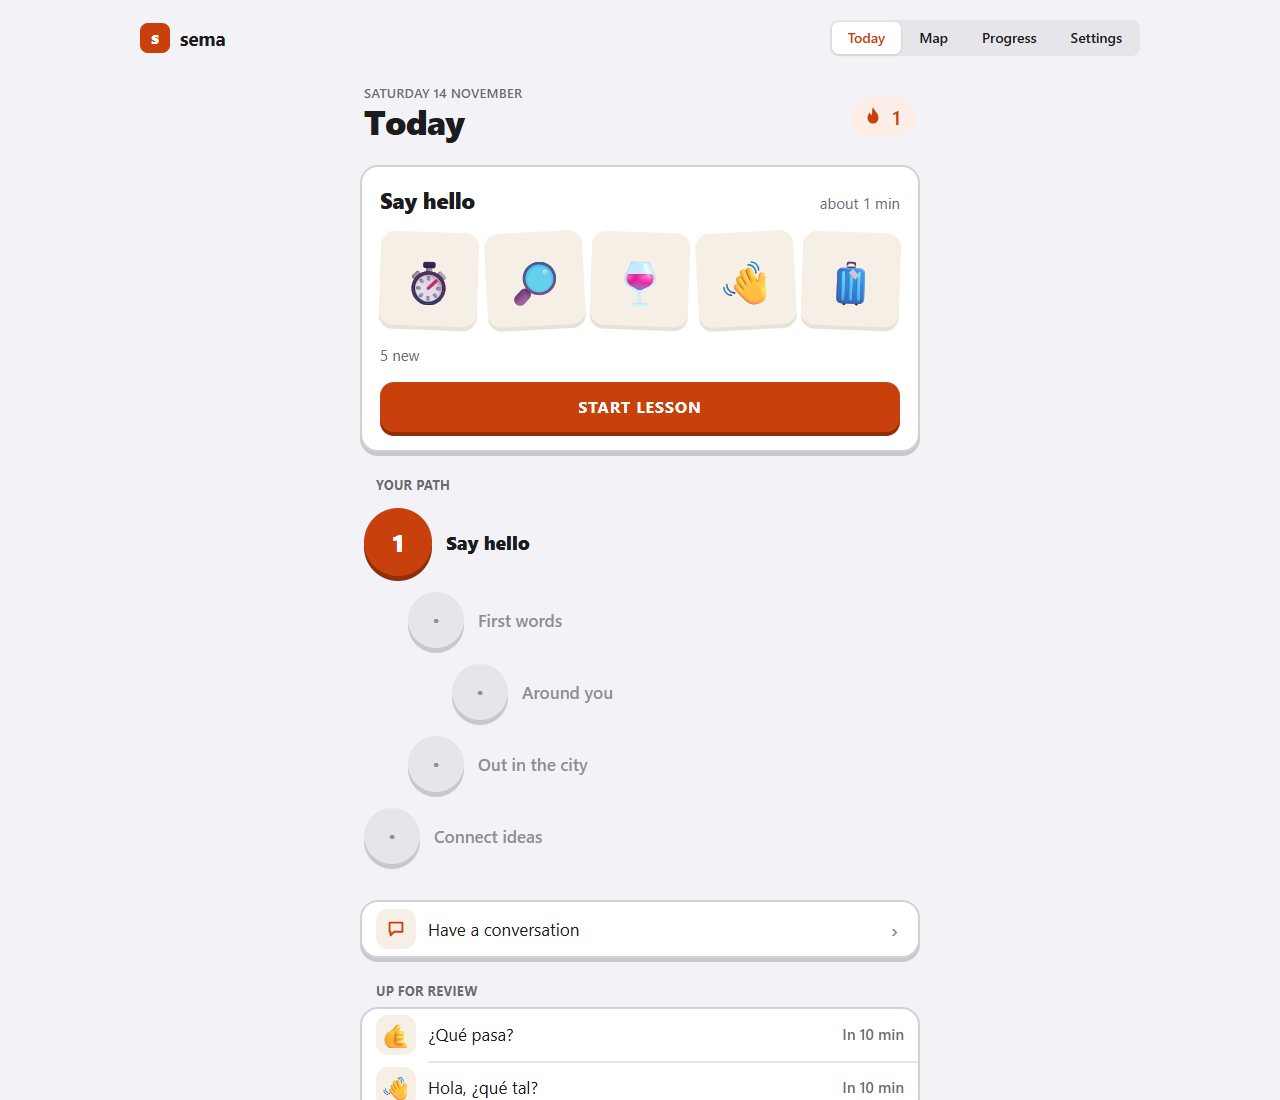 s sema
Today Map Progress Settings
SATURDAY 14 NOVEMBER
Today
1
Say hello
about 1 min
5 new
START LESSON
YOUR PATH
1 Say hello
First words
Around you
Out in the city
Connect ideas
Have a conversation
UP FOR REVIEW
¿Qué pasa? In 10 min
Hola, ¿qué tal? In 10 min